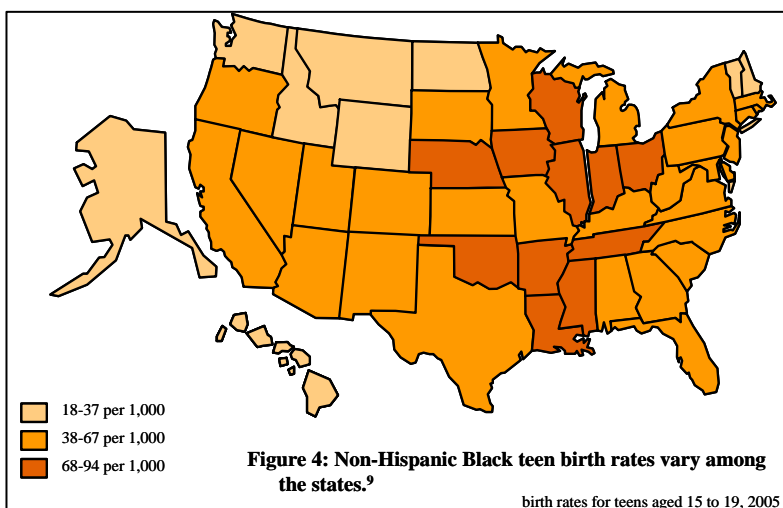 18-37 per 1,000
38-67 per 1,000
68-94 per 1,000
Figure 4: Non-Hispanic Black teen birth rates vary among
the states.⁹
birth rates for teens aged 15 to 19, 2005